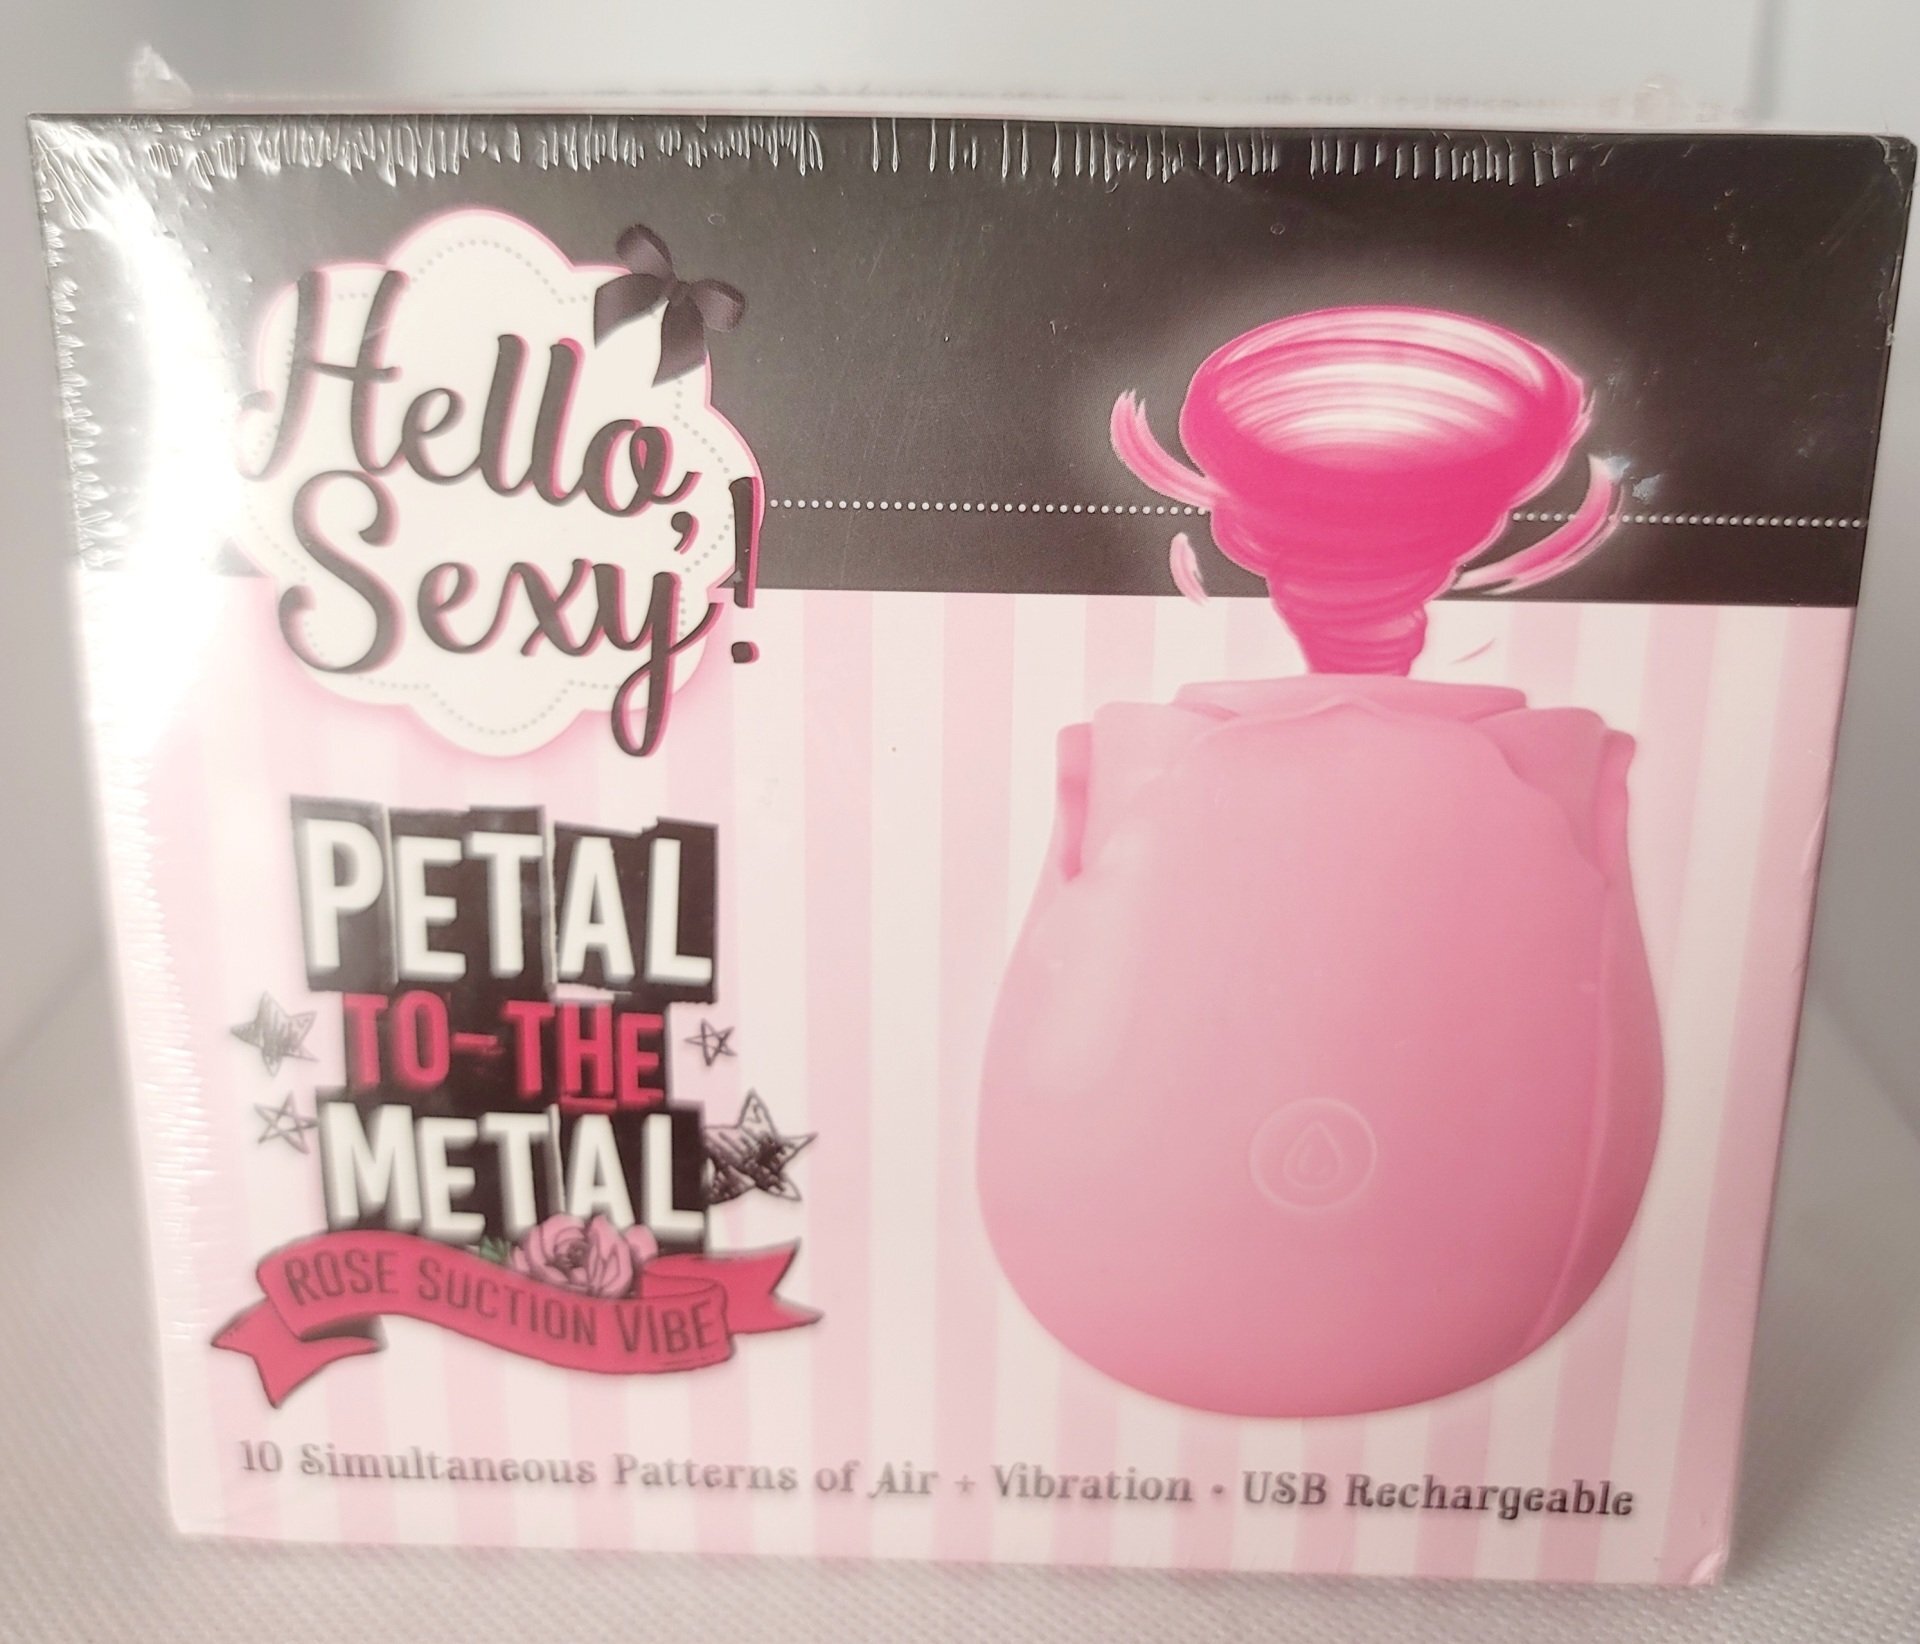 Hello,
Sexy!
PETAL
TO-THE
METAL
ROSE SUCTION VIBE
10 Simultaneous Patterns of Air + Vibration • USB Rechargeable